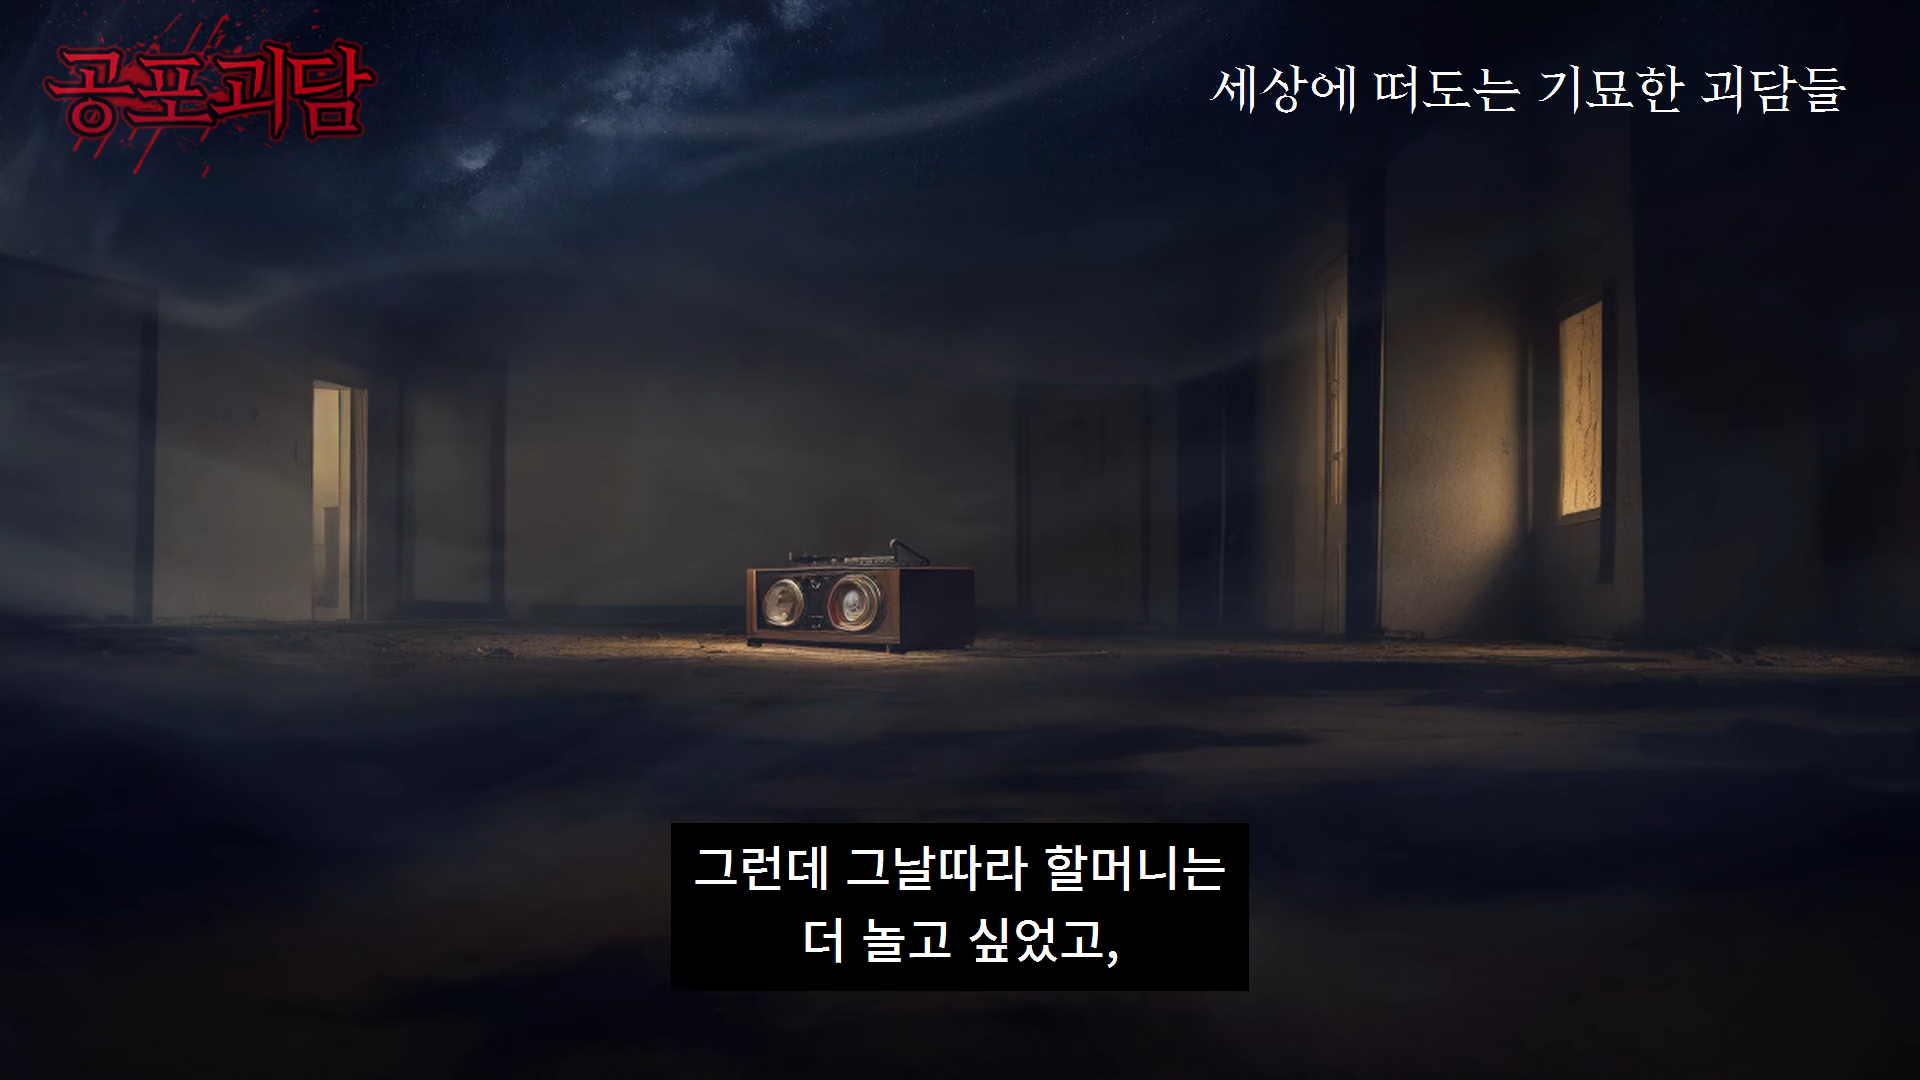 공포괴담
세상에 떠도는 기묘한 괴담들
그런데 그날따라 할머니는
더 놀고 싶었고,